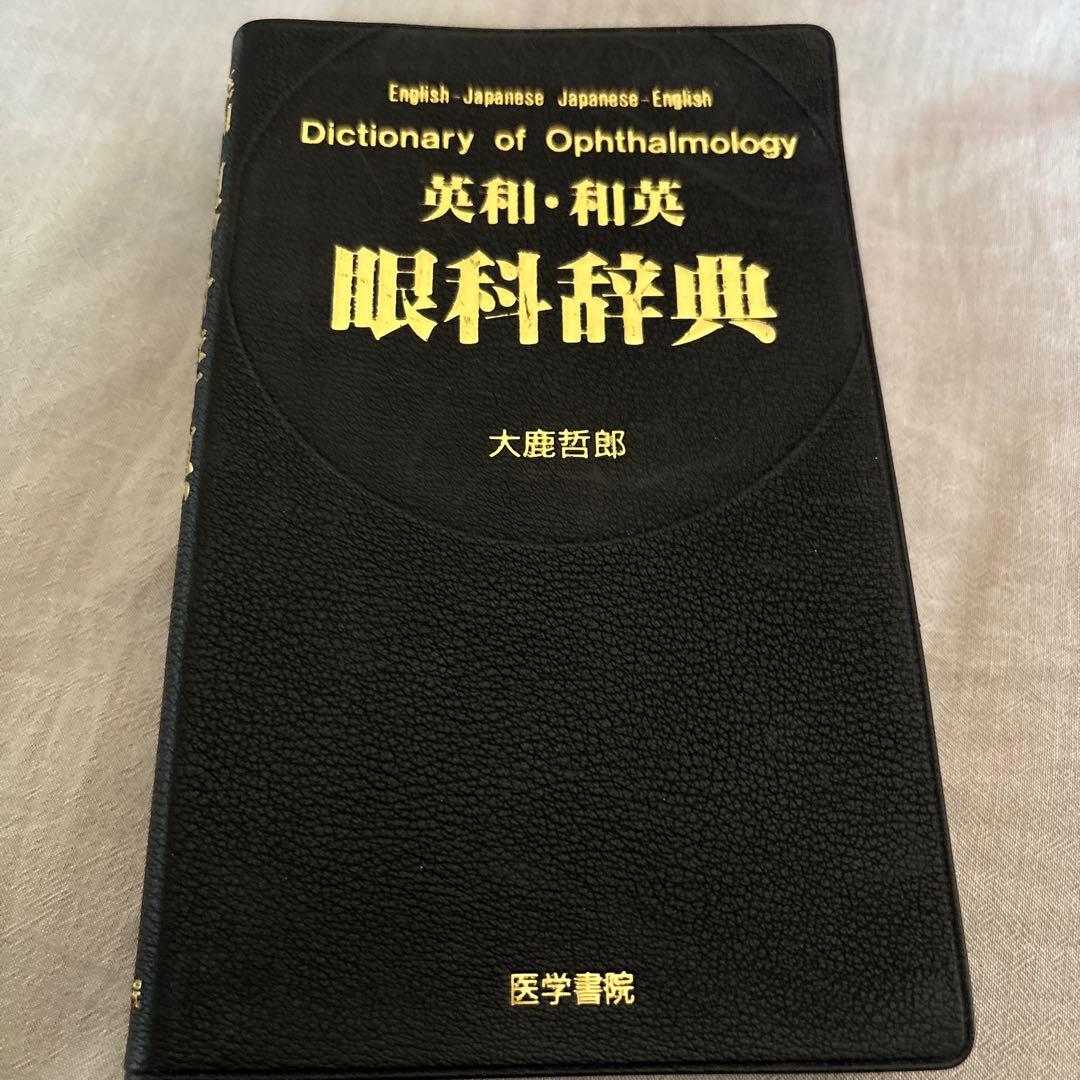 English-Japanese Japanese-English
Dictionary of Ophthalmology
英和・和英
眼科辞典
大鹿哲郎
医学書院